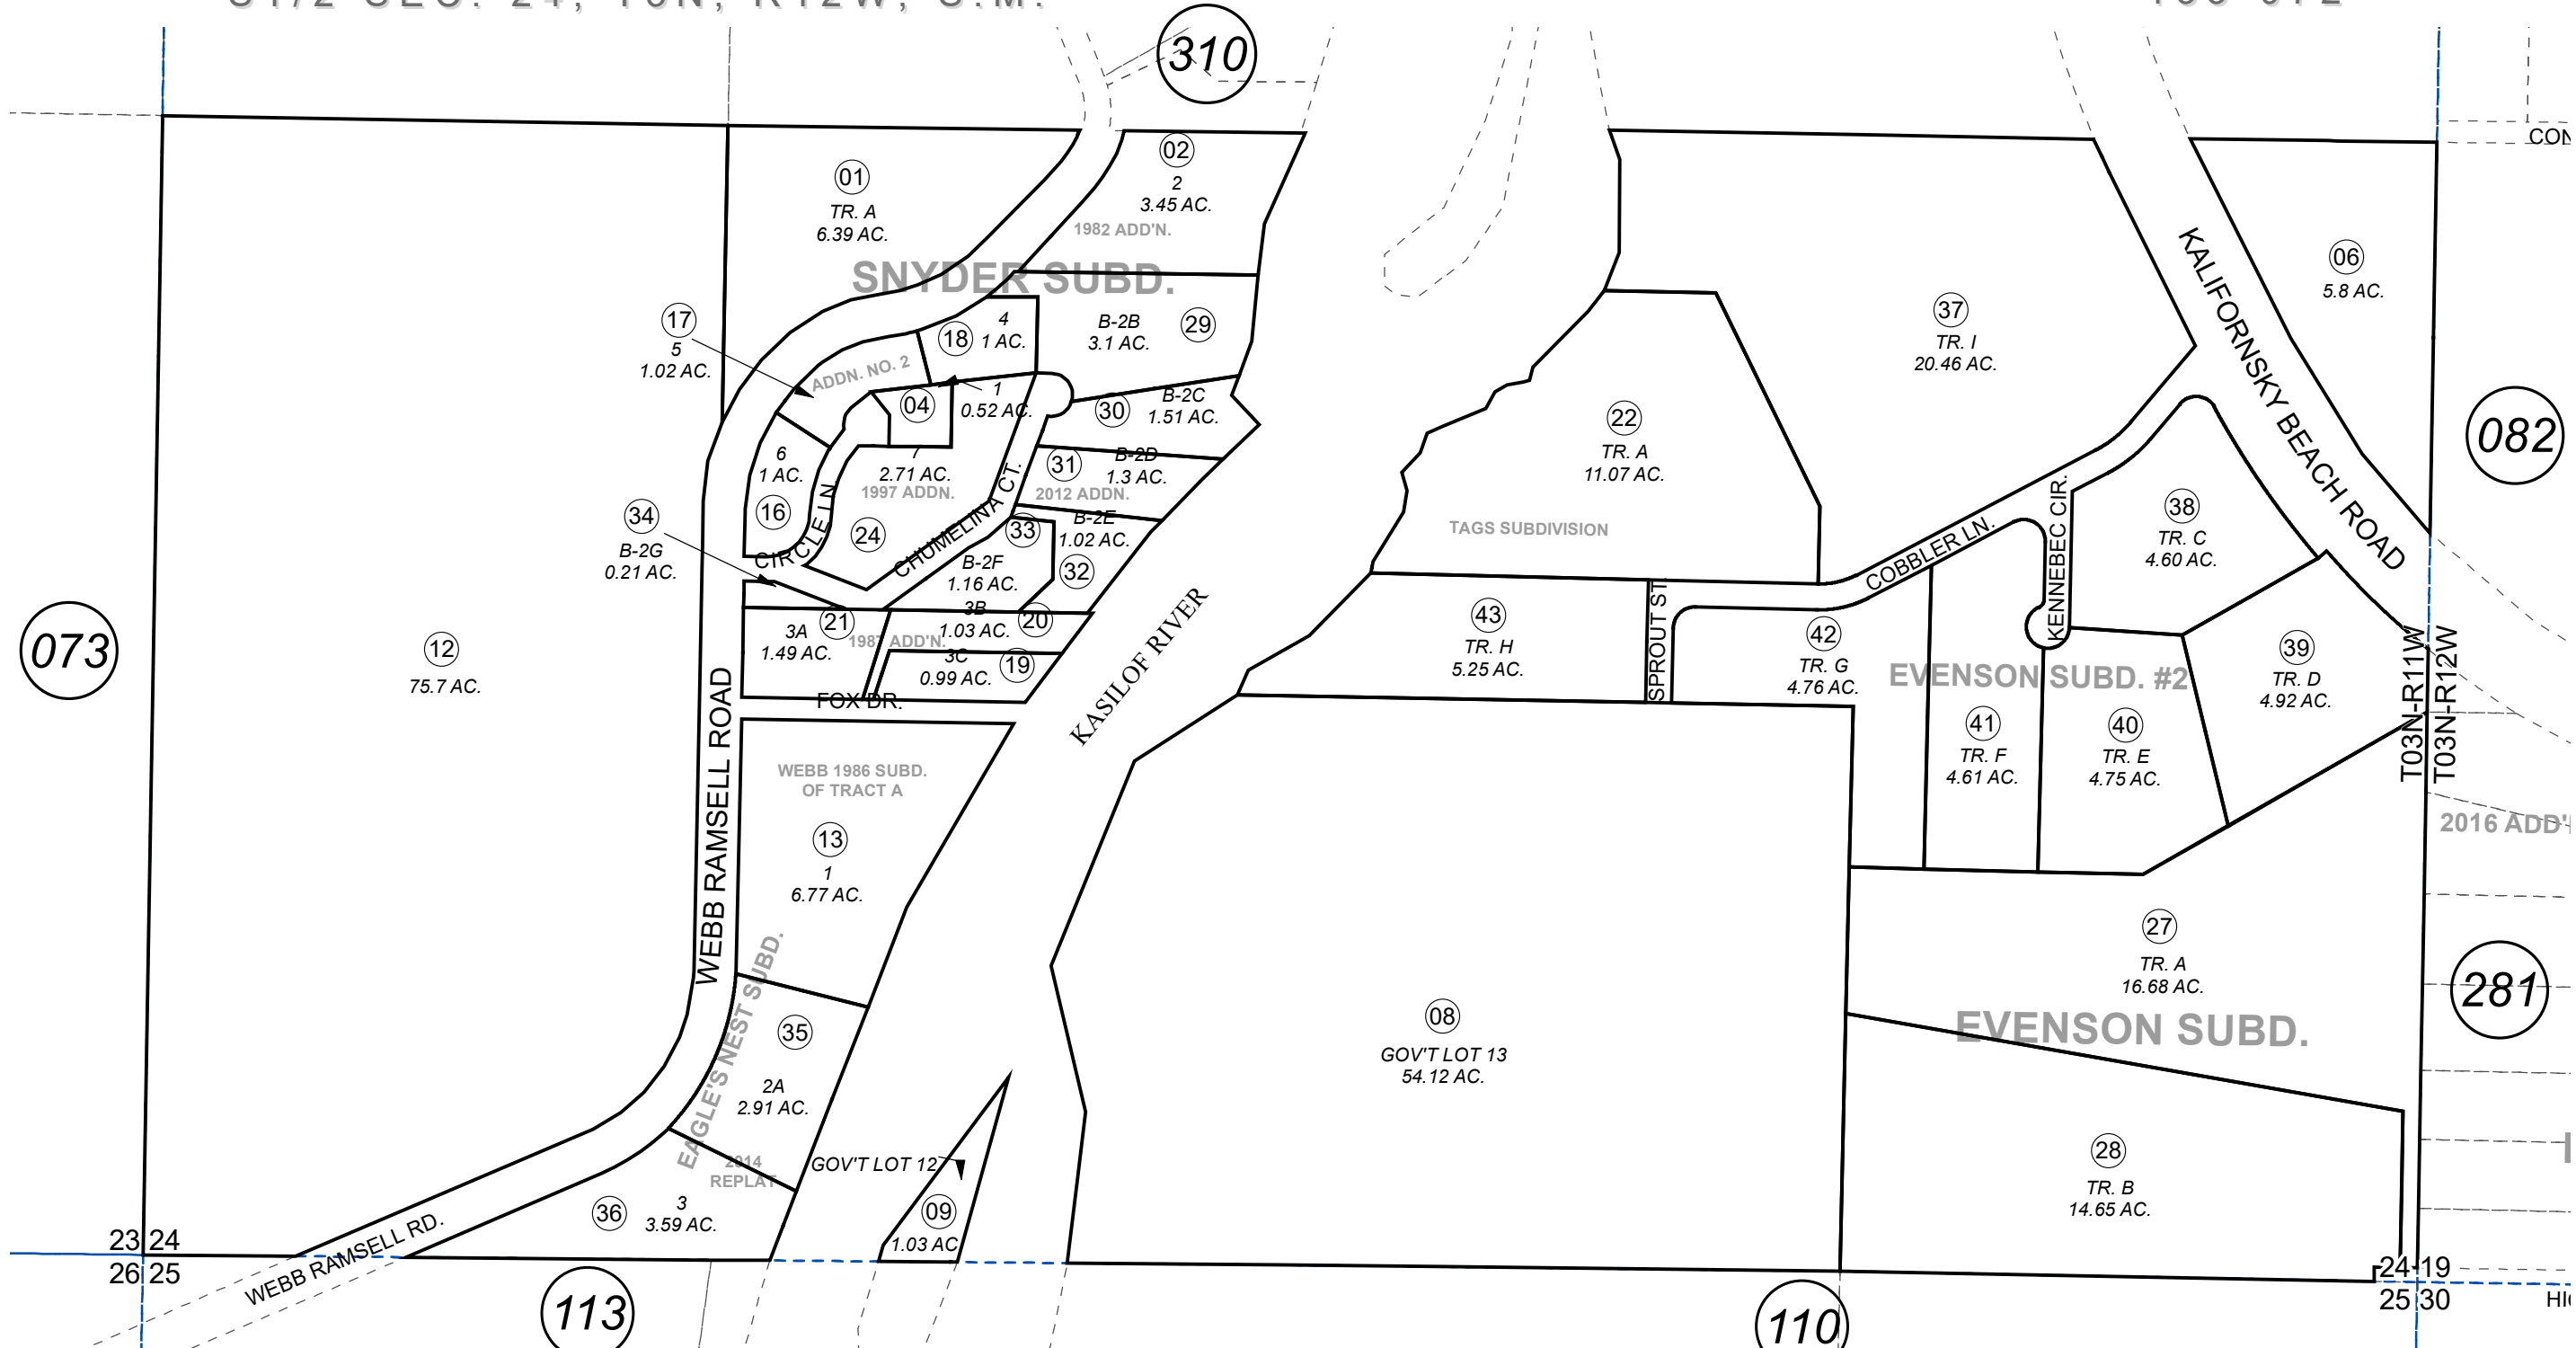 310
CON
01
TR. A
6.39 AC.
02
2
3.45 AC.
1982 ADD'N.
SNYDER SUBD.
06
5.8 AC.
KALIFORNSKY BEACH ROAD
37
TR. I
20.46 AC.
17
5
1.02 AC.
18
4
1 AC.
B-2B
3.1 AC.
29
ADDN. NO. 2
04
1
0.52 AC.
30
B-2C
1.51 AC.
22
TR. A
11.07 AC.
082
6
1 AC.
16
7
2.71 AC.
1997 ADDN.
24
31
B-2D
1.3 AC.
2012 ADDN.
CIRCLE LN.
CHUMELINA CT.
33
B-2E
1.02 AC.
32
B-2F
1.16 AC.
34
B-2G
0.21 AC.
TAGS SUBDIVISION
COBBLER LN.
KENNEBEC CIR.
38
TR. C
4.60 AC.
073
12
75.7 AC.
3A
1.49 AC.
21
1987 ADD'N.
3B
1.03 AC.
20
3C
0.99 AC.
19
FOX DR.
KASILOF RIVER
43
TR. H
5.25 AC.
SPROUT ST.
42
TR. G
4.76 AC.
EVENSON SUBD. #2
39
TR. D
4.92 AC.
T03N-R11W
T03N-R12W
41
TR. F
4.61 AC.
40
TR. E
4.75 AC.
WEBB RAMSELL ROAD
WEBB 1986 SUBD.
OF TRACT A
13
1
6.77 AC.
2016 ADD'
27
TR. A
16.68 AC.
281
EVENSON SUBD.
EAGLE'S NEST SUBD.
35
2A
2.91 AC.
08
GOV'T LOT 13
54.12 AC.
2014
REPLAT
GOV'T LOT 12
09
1.03 AC
28
TR. B
14.65 AC.
36
3
3.59 AC.
WEBB RAMSELL RD.
23 24
26 25
24 19
25 30
HI
113
110